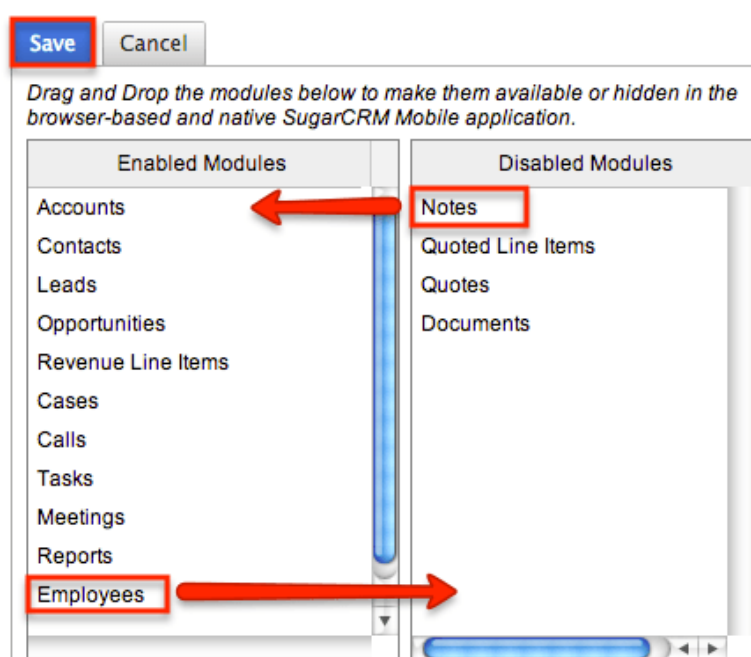 Save Cancel
Drag and Drop the modules below to make them available or hidden in the
browser-based and native SugarCRM Mobile application.
Enabled Modules Disabled Modules
Accounts Notes
Contacts Quoted Line Items
Leads Quotes
Opportunities Documents
Revenue Line Items
Cases
Calls
Tasks
Meetings
Reports
Employees